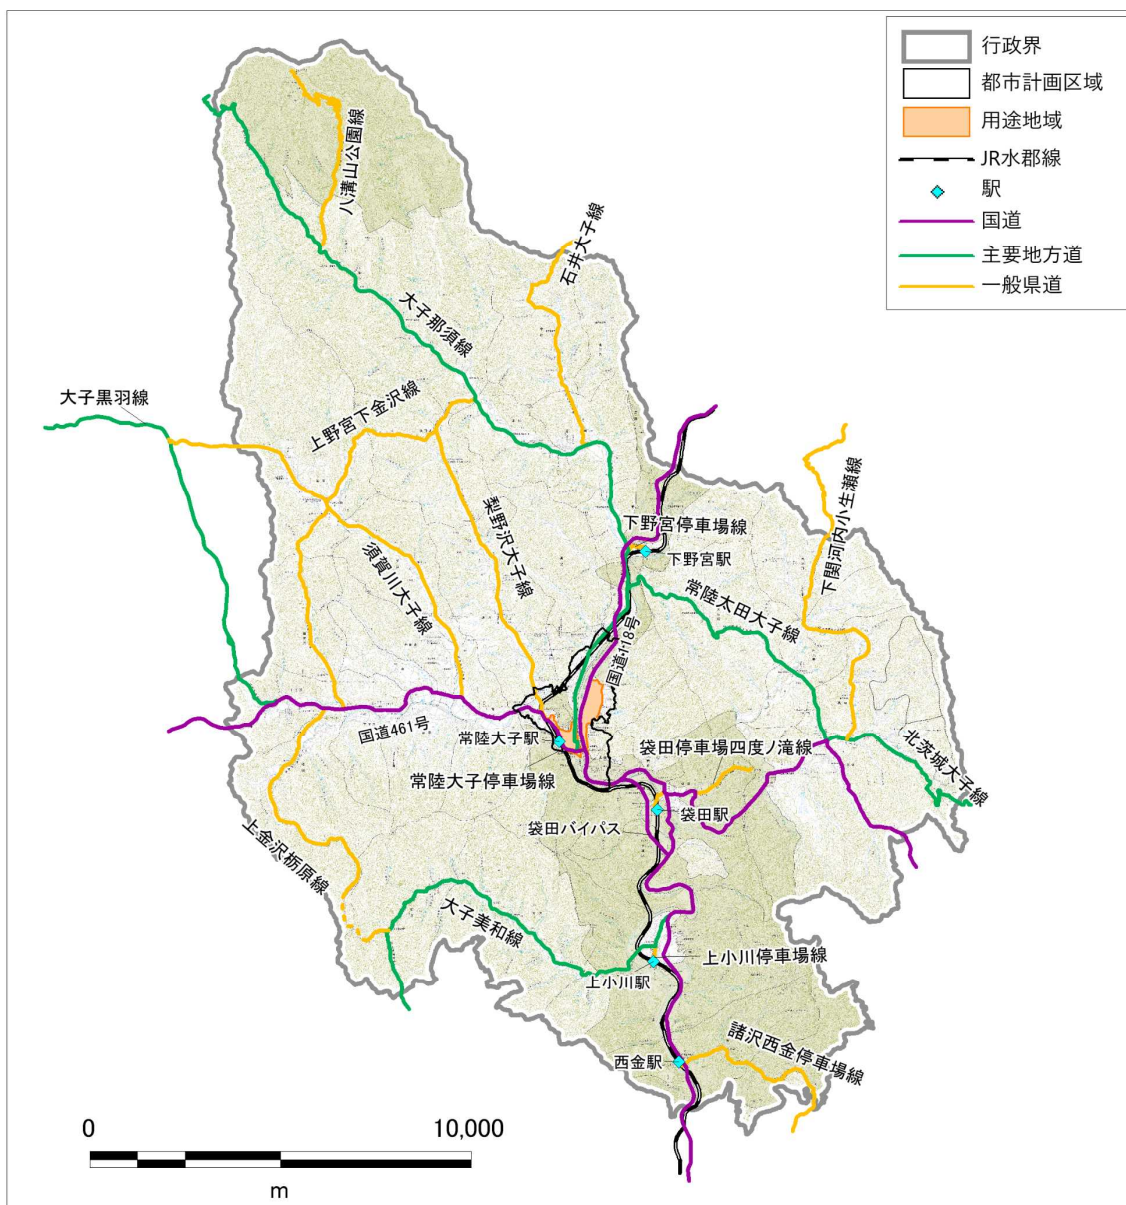 行政界
都市計画区域
用途地域
JR水郡線
駅
国道
主要地方道
一般県道
八溝山公園線
石井大子線
大子那須線
大子黒羽線
上野宮下金沢線
梨野沢大子線
下野宮停車場線
下野宮駅
下関河内小生瀬線
須賀川大子線
常陸太田大子線
国道118号
国道461号
常陸大子駅
袋田停車場四度ノ滝線
北茨城大子線
常陸大子停車場線
袋田駅
袋田バイパス
上金沢栃原線
大子美和線
上小川停車場線
上小川駅
諸沢西金停車場線
西金駅
0
10,000
m